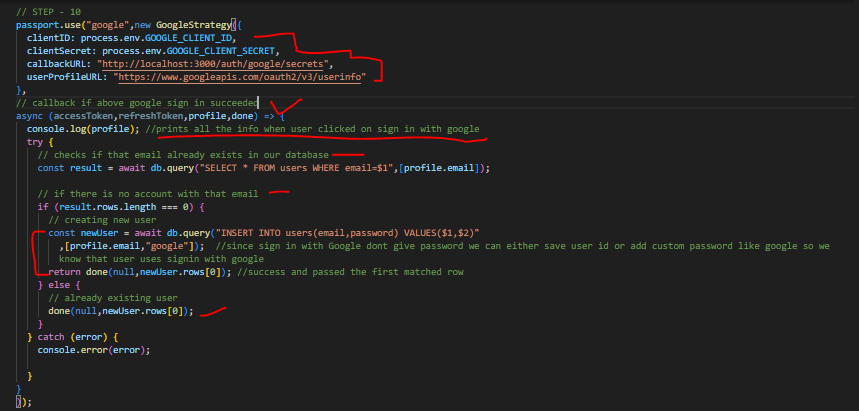 // STEP - 10
passport.use("google",new GoogleStrategy({
clientID: process.env.GOOGLE_CLIENT_ID,
clientSecret: process.env.GOOGLE_CLIENT_SECRET,
callbackURL: "http://localhost:3000/auth/google/secrets",
userProfileURL: "https://www.googleapis.com/oauth2/v3/userinfo"
},
// callback if above google sign in succeeded
async (accessToken,refreshToken,profile,done) => {
console.log(profile); //prints all the info when user clicked on sign in with google
try {
// checks if that email already exists in our database
const result = await db.query("SELECT * FROM users WHERE email=$1",[profile.email]);
// if there is no account with that email
if (result.rows.length === 0) {
// creating new user
const newUser = await db.query("INSERT INTO users(email,password) VALUES($1,$2)"
,[profile.email,"google"]); //since sign in with Google dont give password we can either save user id or add custom password like google so we
know that user uses signin with google
return done(null,newUser.rows[0]); //success and passed the first matched row
} else {
// already existing user
done(null,newUser.rows[0]);
}
} catch (error) {
console.error(error);
}
}
));